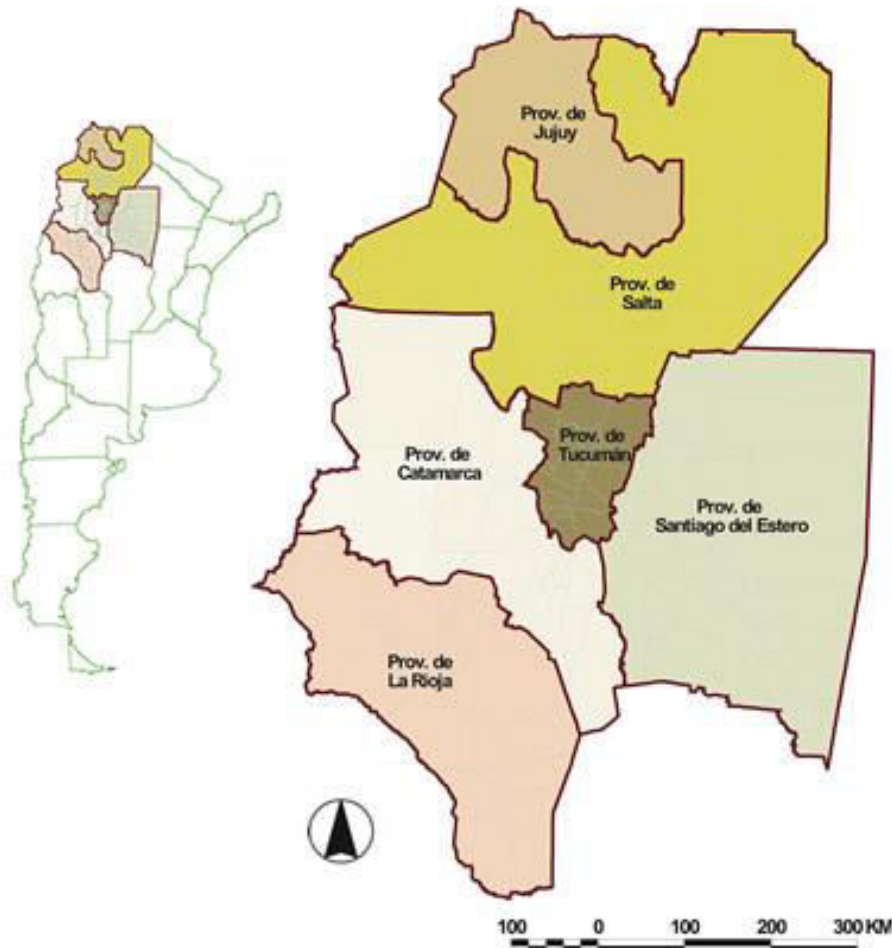 Prov. de
Jujuy
Prov. de
Salta
Prov. de
Tucumán
Prov. de
Catamarca
Prov. de
Santiago del Estero
Prov. de
La Rioja
100 0 100 200 300 KM